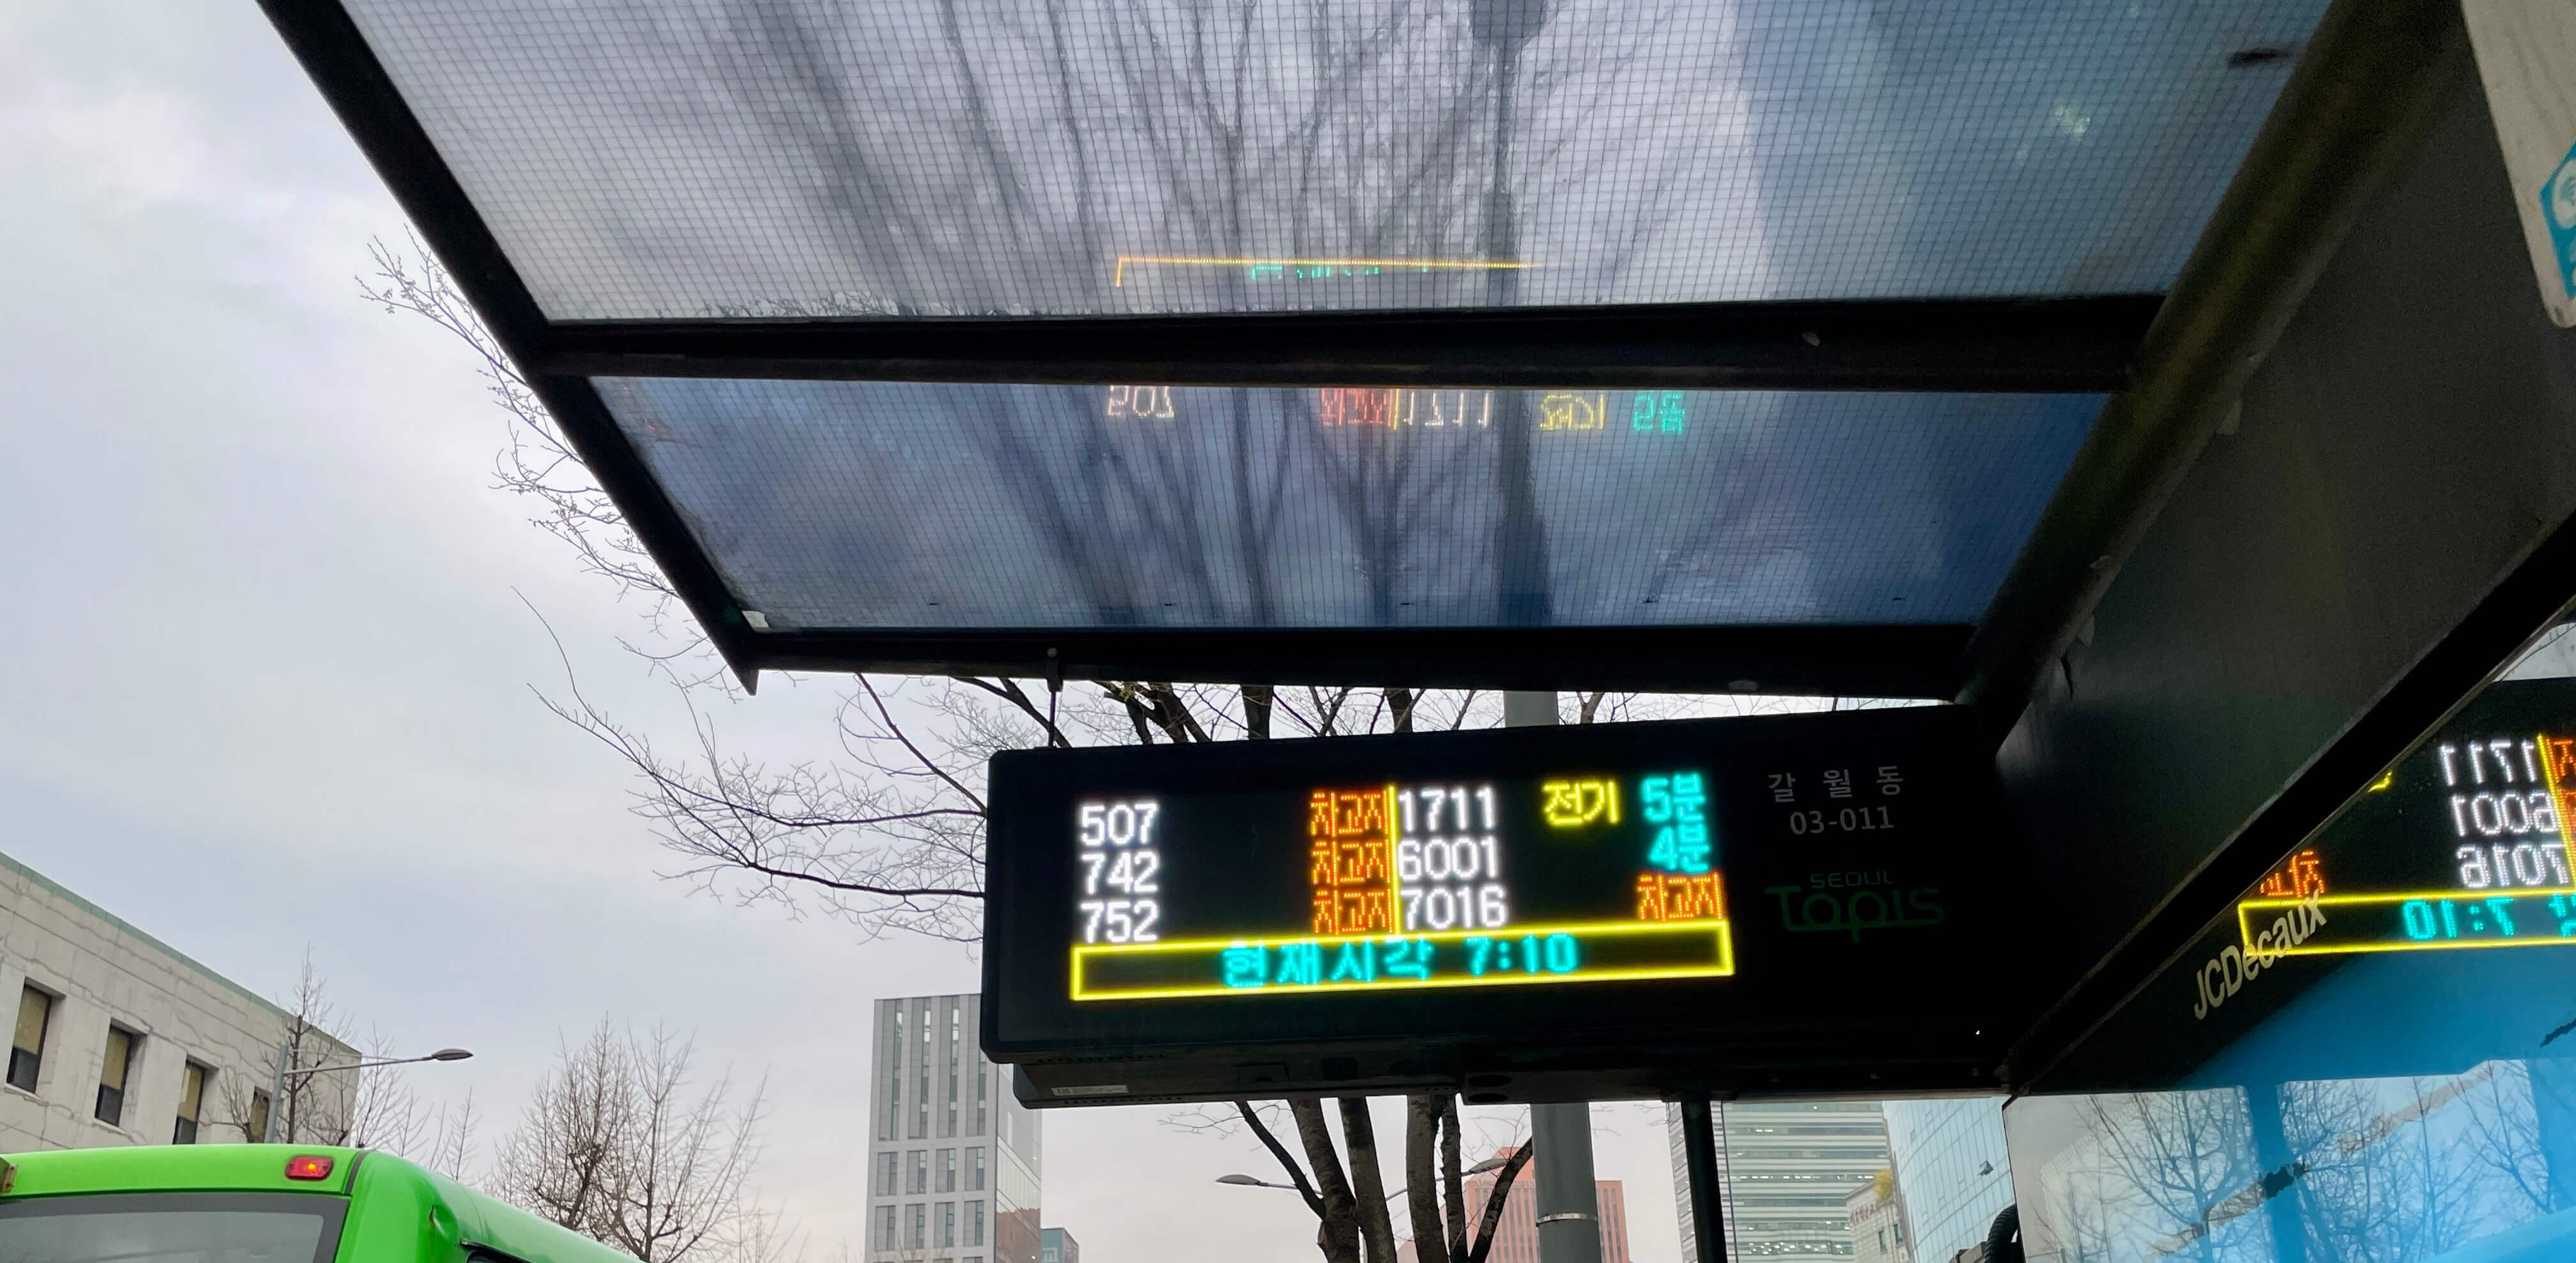 507 차고지 1711 전기 5분
742 차고지 6001 4분
752 차고지 7016 차고지
현재시각 7:10
갈월동
03-011
SEOUL
Topis
JCDecaux